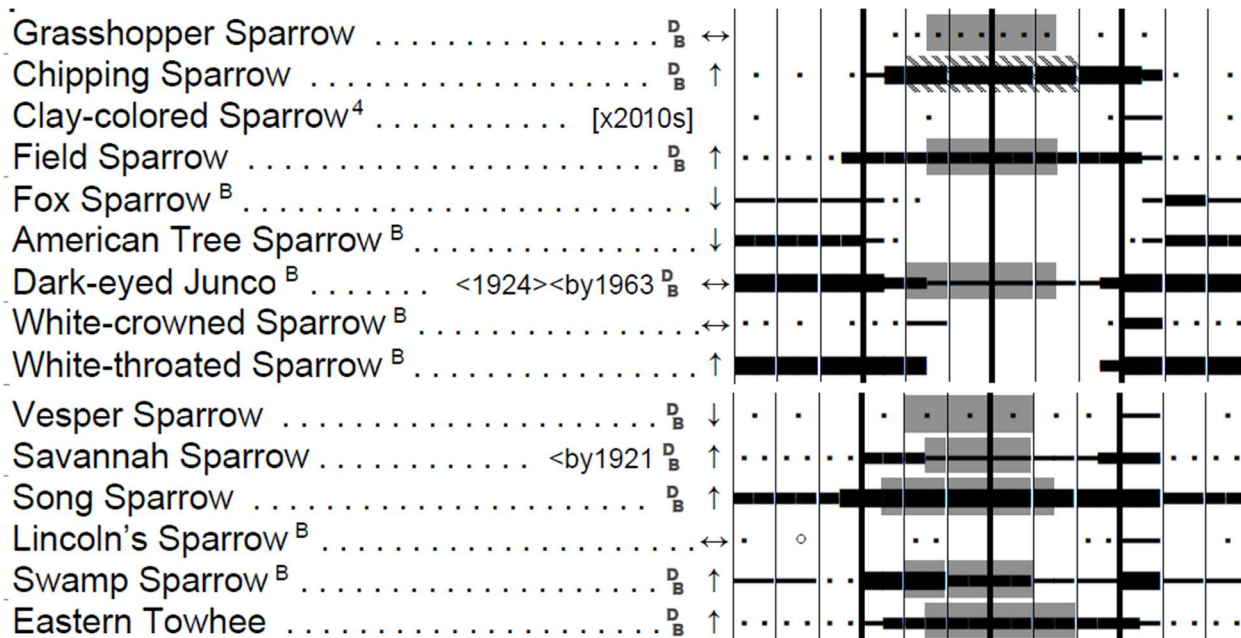 Grasshopper Sparrow . . . . . . . . . . . . . . . . . . . D B ↔
Chipping Sparrow . . . . . . . . . . . . . . . . . . . . . . D B ↑
Clay-colored Sparrow⁴ . . . . . . . . . . . . [x2010s]
Field Sparrow . . . . . . . . . . . . . . . . . . . . . . . . . D B ↑
Fox Sparrow ᴮ . . . . . . . . . . . . . . . . . . . . . . . . . . . ↓
American Tree Sparrow ᴮ . . . . . . . . . . . . . . . . . . ↓
Dark-eyed Junco ᴮ . . . . . . . <1924><by1963 D B ↔
White-crowned Sparrow ᴮ . . . . . . . . . . . . . . . . . . ↔
White-throated Sparrow ᴮ . . . . . . . . . . . . . . . . . . ↑
Vesper Sparrow . . . . . . . . . . . . . . . . . . . . . . . D B ↓
Savannah Sparrow . . . . . . . . . . . . . <by1921 D B ↑
Song Sparrow . . . . . . . . . . . . . . . . . . . . . . . . . D B ↑
Lincoln's Sparrow ᴮ . . . . . . . . . . . . . . . . . . . . . . . ↔
Swamp Sparrow ᴮ . . . . . . . . . . . . . . . . . . . . . . D B ↑
Eastern Towhee . . . . . . . . . . . . . . . . . . . . . . . D B ↑